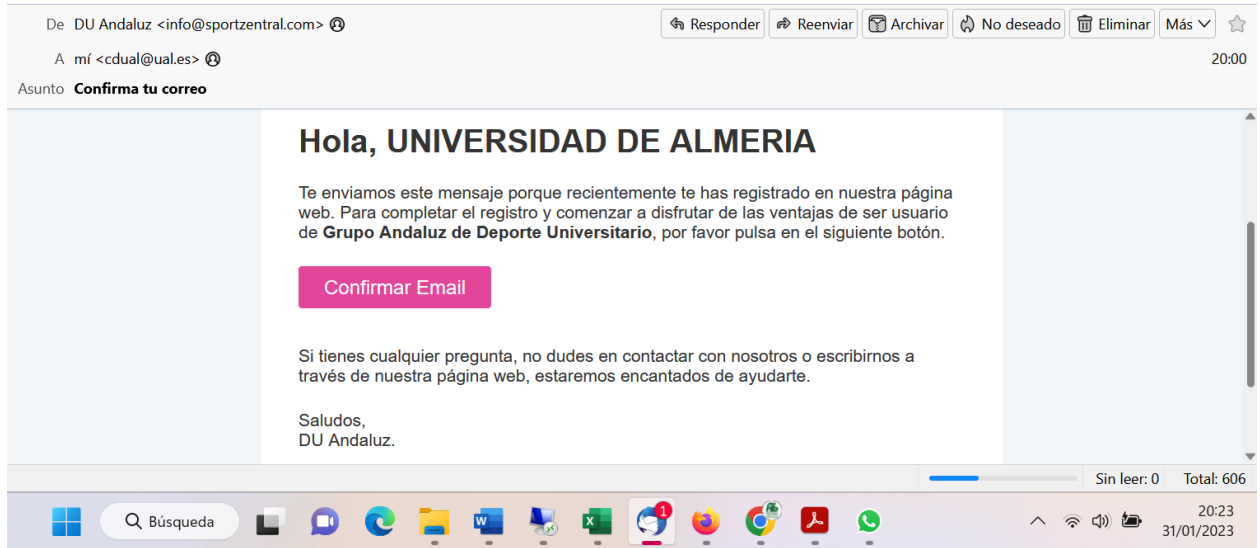 De DU Andaluz <info@sportzentral.com>
Responder Reenviar Archivar No deseado Eliminar Más
A mí <cdual@ual.es>
20:00
Asunto Confirma tu correo
Hola, UNIVERSIDAD DE ALMERIA
Te enviamos este mensaje porque recientemente te has registrado en nuestra página
web. Para completar el registro y comenzar a disfrutar de las ventajas de ser usuario
de Grupo Andaluz de Deporte Universitario, por favor pulsa en el siguiente botón.
Confirmar Email
Si tienes cualquier pregunta, no dudes en contactar con nosotros o escribirnos a
través de nuestra página web, estaremos encantados de ayudarte.
Saludos,
DU Andaluz.
Sin leer: 0 Total: 606
Búsqueda
W
X
1
20:23
31/01/2023